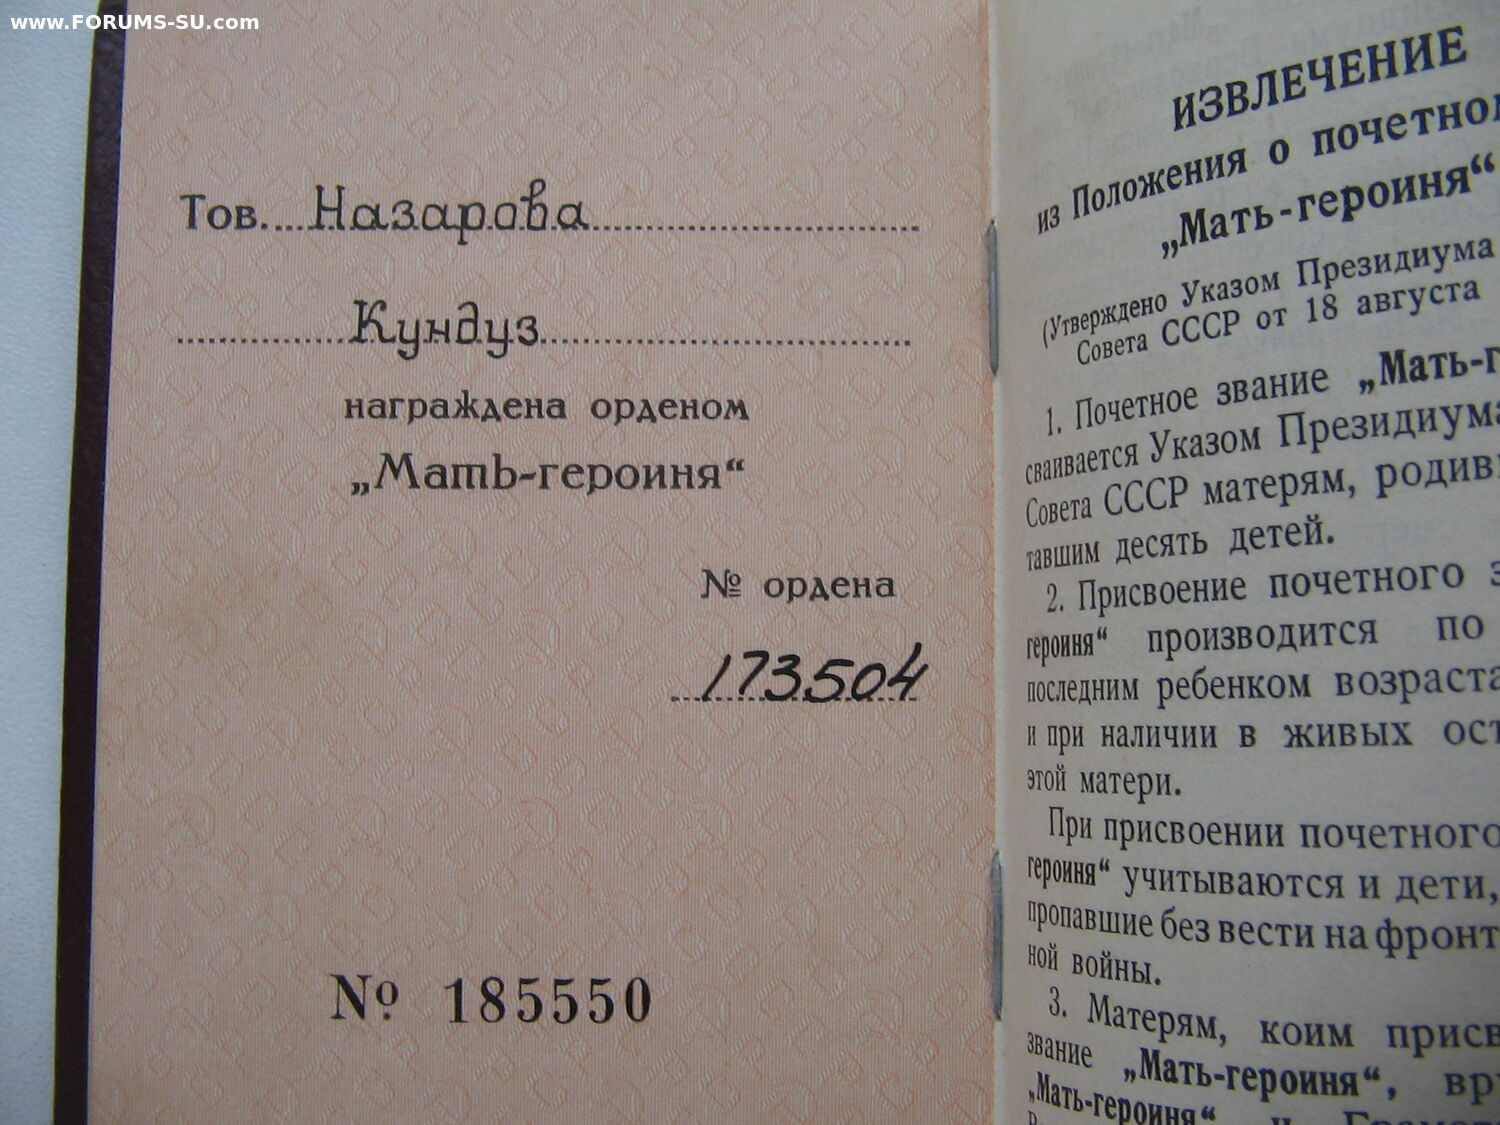 www.FORUMS-SU.com
Тов. Назарова
Кундуз
награждена орденом
„Мать-героиня“
№ ордена
173504
№ 185550
ИЗВЛЕЧЕНИЕ
из Положения о почетном
„Мать-героиня“
(Утверждено Указом Президиума
Совета СССР от 18 августа
1. Почетное звание „Мать-г
сваивается Указом Президиума
Совета СССР матерям, родив
тавшим десять детей.
2. Присвоение почетного з
героиня“ производится по
последним ребенком возраста
и при наличии в живых ост
этой матери.
При присвоении почетного
героиня“ учитываются и дети,
пропавшие без вести на фронт
ной войны.
3. Матерям, коим присв
звание „Мать-героиня“, вру
„Мать-героиня“ и Грамот